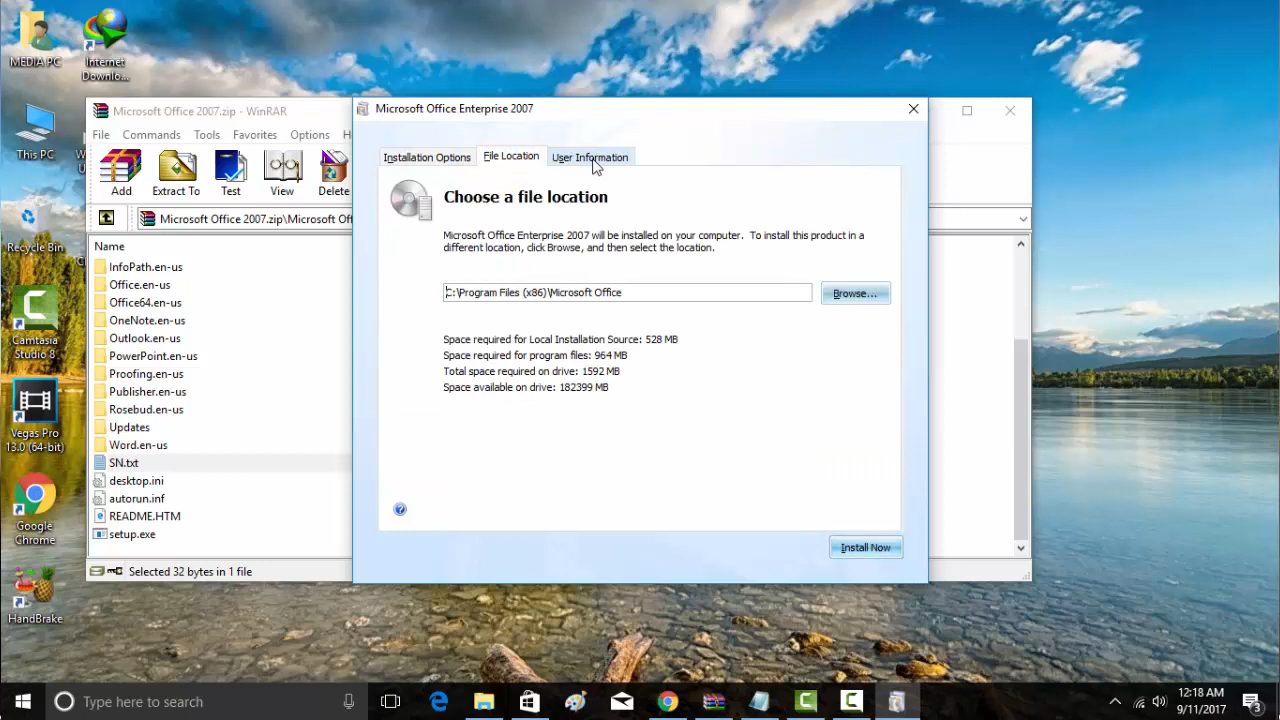 MEDIA PC
Internet
Downlo...
This PC
Recycle Bin
Camtasia
Studio 8
Vegas Pro
13.0 (64-bit)
Google
Chrome
HandBrake
Microsoft Office 2007.zip - WinRAR
File Commands Tools Favorites Options H
Add Extract To Test View Delete
Microsoft Office 2007.zip\Microsoft Off
Name
InfoPath.en-us
Office.en-us
Office64.en-us
OneNote.en-us
Outlook.en-us
PowerPoint.en-us
Proofing.en-us
Publisher.en-us
Rosebud.en-us
Updates
Word.en-us
SN.txt
desktop.ini
autorun.inf
README.HTM
setup.exe
Selected 32 bytes in 1 file
Microsoft Office Enterprise 2007
Installation Options File Location User Information
Choose a file location
Microsoft Office Enterprise 2007 will be installed on your computer. To install this product in a
different location, click Browse, and then select the location.
C:\Program Files (x86)\Microsoft Office
Browse...
Space required for Local Installation Source: 528 MB
Space required for program files: 964 MB
Total space required on drive: 1592 MB
Space available on drive: 182399 MB
Install Now
Type here to search
12:18 AM
9/11/2017
3